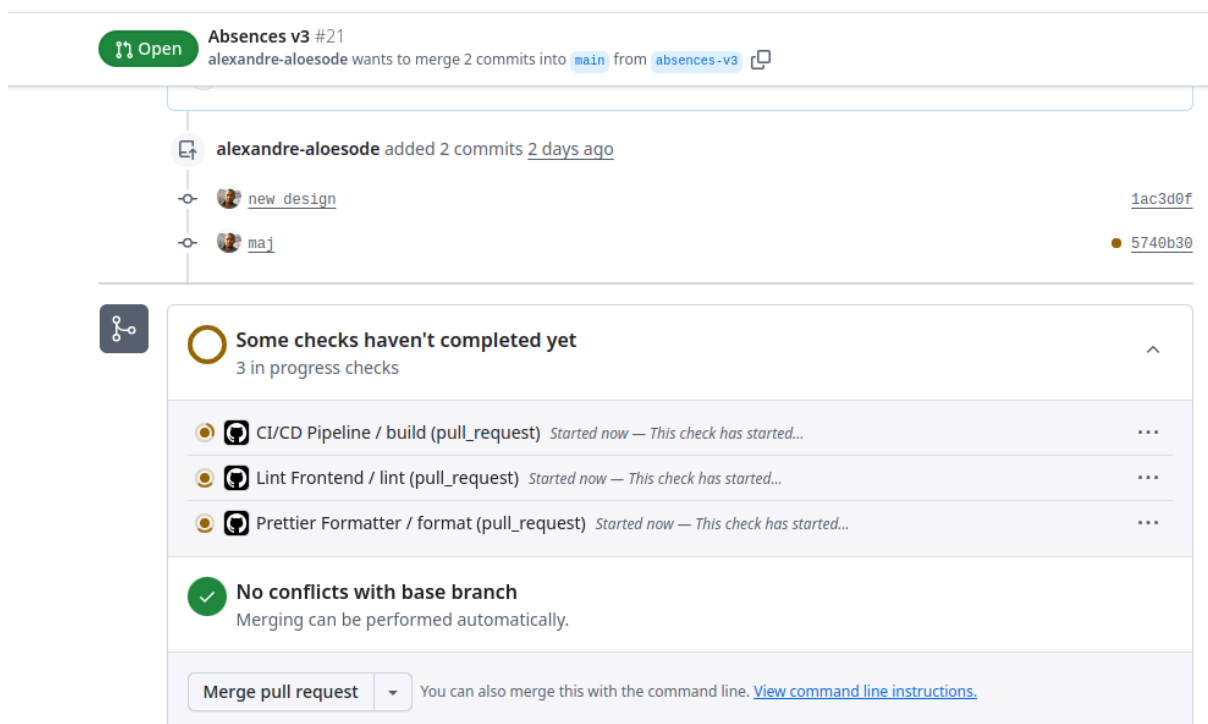 Open
Absences v3 #21
alexandre-aloesode wants to merge 2 commits into main from absences-v3
alexandre-aloesode added 2 commits 2 days ago
new design 1ac3d0f
maj 5740b30
Some checks haven't completed yet
3 in progress checks
CI/CD Pipeline / build (pull_request) Started now — This check has started...
Lint Frontend / lint (pull_request) Started now — This check has started...
Prettier Formatter / format (pull_request) Started now — This check has started...
No conflicts with base branch
Merging can be performed automatically.
Merge pull request You can also merge this with the command line. View command line instructions.